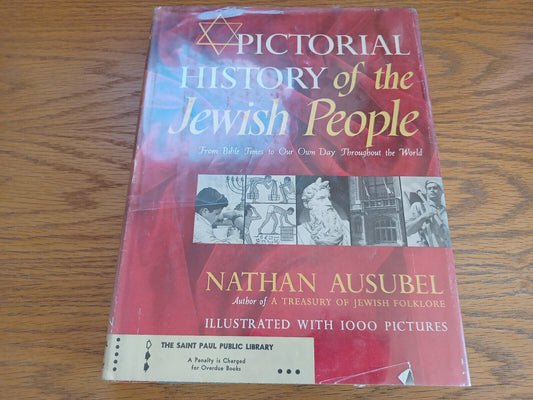 PICTORIAL
HISTORY of the
Jewish People
From Bible Times to Our Own Day Throughout the World
NATHAN AUSUBEL
Author of A TREASURY OF JEWISH FOLKLORE
ILLUSTRATED WITH 1000 PICTURES
THE SAINT PAUL PUBLIC LIBRARY
A Penalty is Charged
for Overdue Books